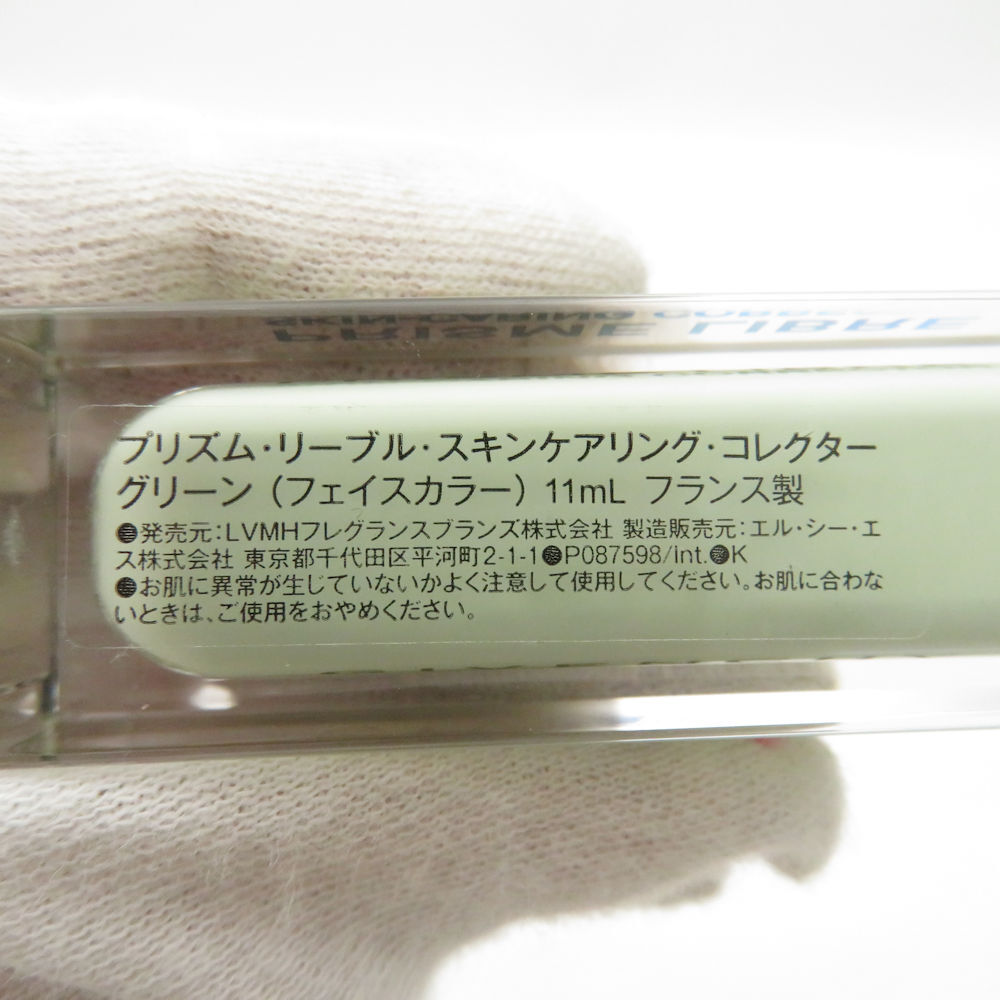 プリズム・リーブル・スキンケアリング・コレクター
グリーン（フェイスカラー）11mL フランス製
●発売元：LVMHフレグランスブランズ株式会社 製造販売元：エル・シー・エ
ス株式会社 東京都千代田区平河町2-1-1●P087598/int.●K
●お肌に異常が生じていないかよく注意して使用してください。お肌に合わな
いときは、ご使用をおやめください。
PRISME LIBRE